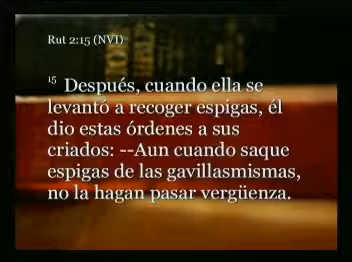 Rut 2:15 (NVI)
15 Después, cuando ella se
levantó a recoger espigas, él
dio estas órdenes a sus
criados: --Aun cuando saque
espigas de las gavillasmismas,
no la hagan pasar vergüenza.